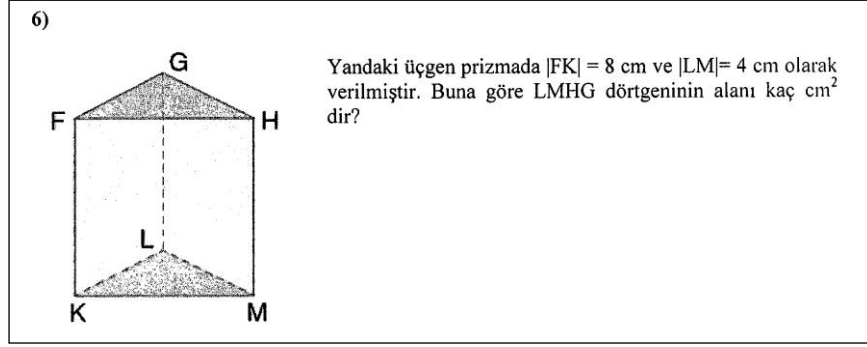 6)
Yandaki üçgen prizmada |FK| = 8 cm ve |LM|= 4 cm olarak
verilmiştir. Buna göre LMHG dörtgeninin alanı kaç cm²
dir?
G
F
H
L
K
M